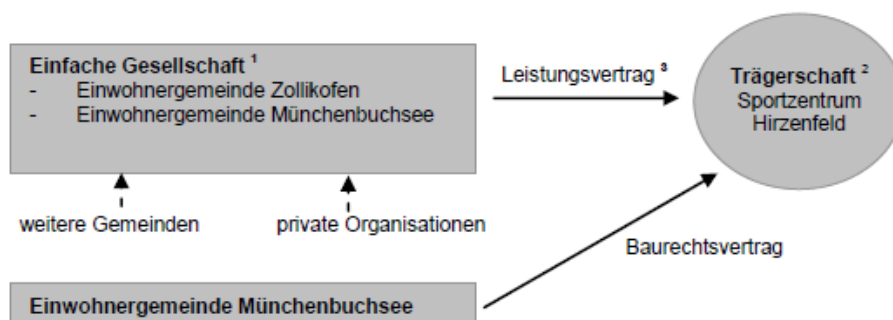 Einfache Gesellschaft ¹
- Einwohnergemeinde Zollikofen
- Einwohnergemeinde Münchenbuchsee
Leistungsvertrag ³
Trägerschaft ²
Sportzentrum
Hirzenfeld
weitere Gemeinden
private Organisationen
Baurechtsvertrag
Einwohnergemeinde Münchenbuchsee